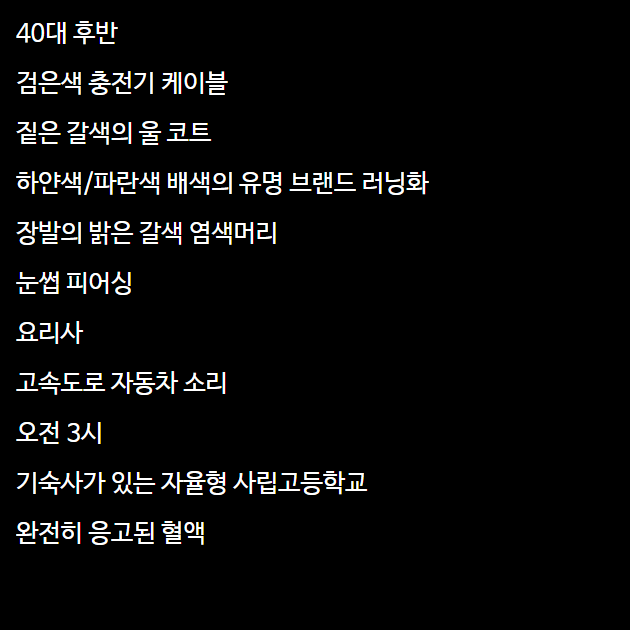 40대 후반
검은색 충전기 케이블
짙은 갈색의 울 코트
하얀색/파란색 배색의 유명 브랜드 러닝화
장발의 밝은 갈색 염색머리
눈썹 피어싱
요리사
고속도로 자동차 소리
오전 3시
기숙사가 있는 자율형 사립고등학교
완전히 응고된 혈액